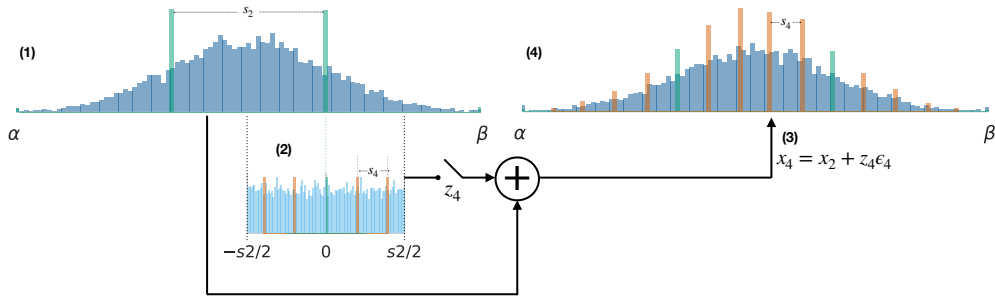 (1)
s₂
α
β
(2)
s₄
−s2/2
0
s2/2
z₄
+
(3)
x₄ = x₂ + z₄ϵ₄
(4)
s₄
α
β